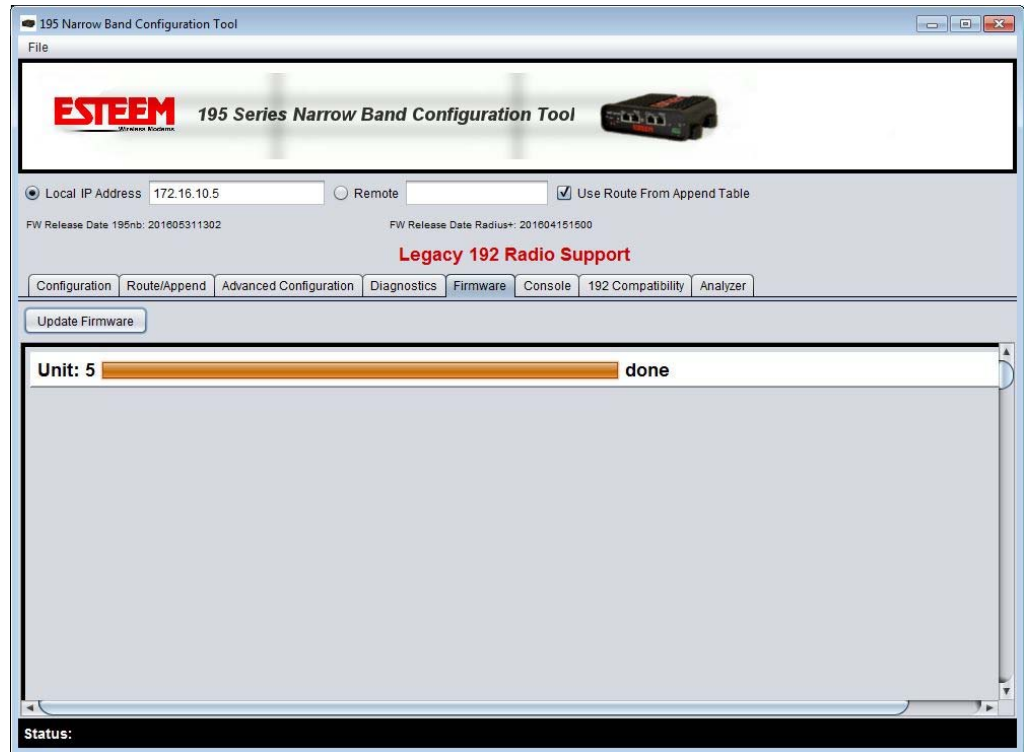 195 Narrow Band Configuration Tool
File
ESTEEM 195 Series Narrow Band Configuration Tool
Wireless Modems
Local IP Address 172.16.10.5 Remote Use Route From Append Table
FW Release Date 195nb: 201605311302 FW Release Date Radius+: 201604151500
Legacy 192 Radio Support
Configuration Route/Append Advanced Configuration Diagnostics Firmware Console 192 Compatibility Analyzer
Update Firmware
Unit: 5 done
Status: